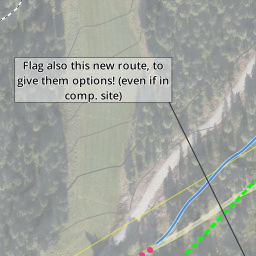 Flag also this new route, to
give them options! (even if in
comp. site)